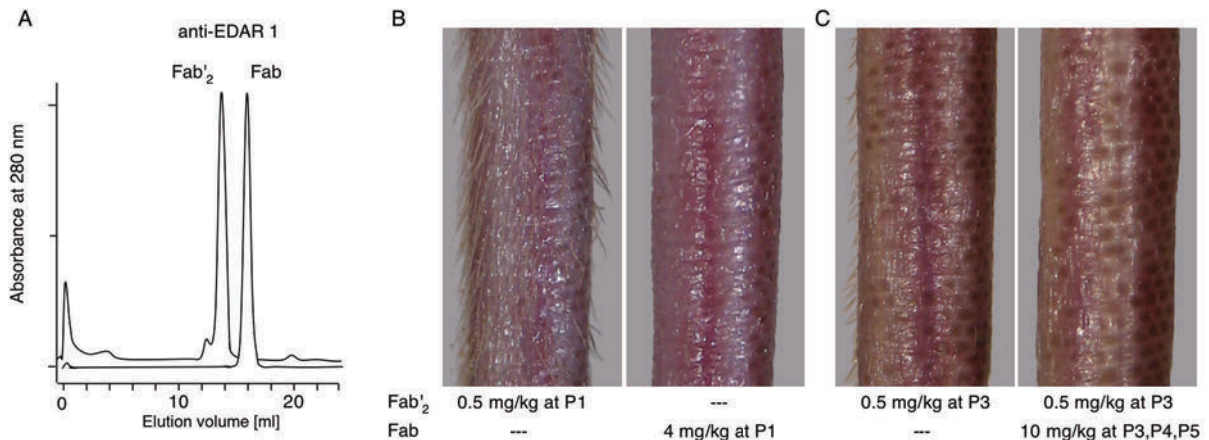 A
anti-EDAR 1
Fab'2
Fab
Absorbance at 280 nm
0
10
20
Elution volume [ml]
B
C
Fab'2
0.5 mg/kg at P1
---
0.5 mg/kg at P3
0.5 mg/kg at P3
Fab
---
4 mg/kg at P1
---
10 mg/kg at P3,P4,P5